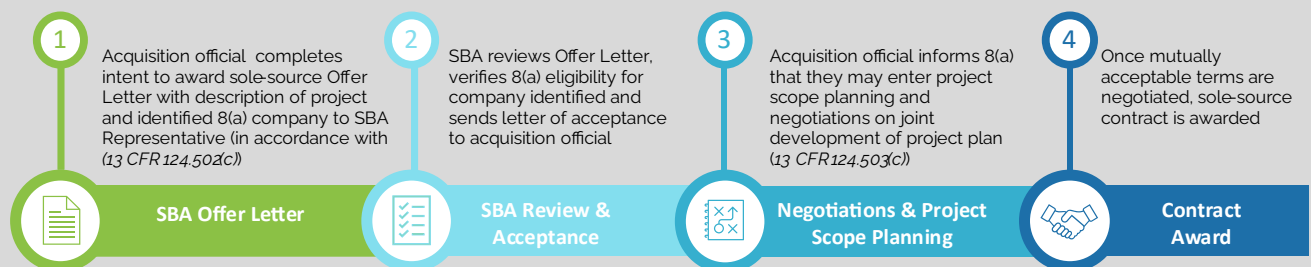 1
Acquisition official completes
intent to award sole-source Offer
Letter with description of project
and identified 8(a) company to SBA
Representative (in accordance with
(13 CFR 124.502(c))
SBA Offer Letter
2
SBA reviews Offer Letter,
verifies 8(a) eligibility for
company identified and
sends letter of acceptance
to acquisition official
SBA Review &
Acceptance
3
Acquisition official informs 8(a)
that they may enter project
scope planning and
negotiations on joint
development of project plan
(13 CFR 124.503(c))
Negotiations & Project
Scope Planning
4
Once mutually
acceptable terms are
negotiated, sole-source
contract is awarded
Contract
Award